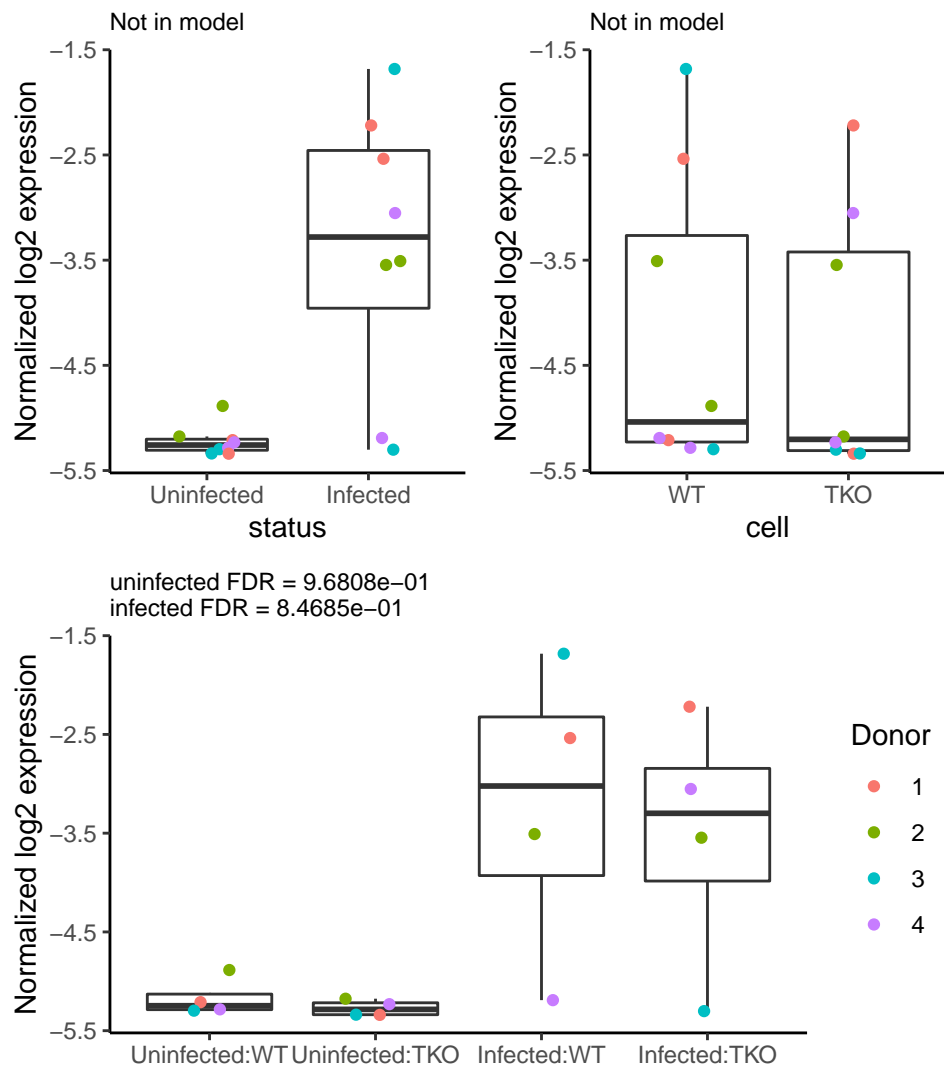 Not in model
Normalized log2 expression
−1.5
−2.5
−3.5
−4.5
−5.5
Uninfected Infected
status
Not in model
Normalized log2 expression
−1.5
−2.5
−3.5
−4.5
−5.5
WT TKO
cell
uninfected FDR = 9.6808e−01
infected FDR = 8.4685e−01
Normalized log2 expression
−1.5
−2.5
−3.5
−4.5
−5.5
Uninfected:WT Uninfected:TKO Infected:WT Infected:TKO
Donor
1
2
3
4